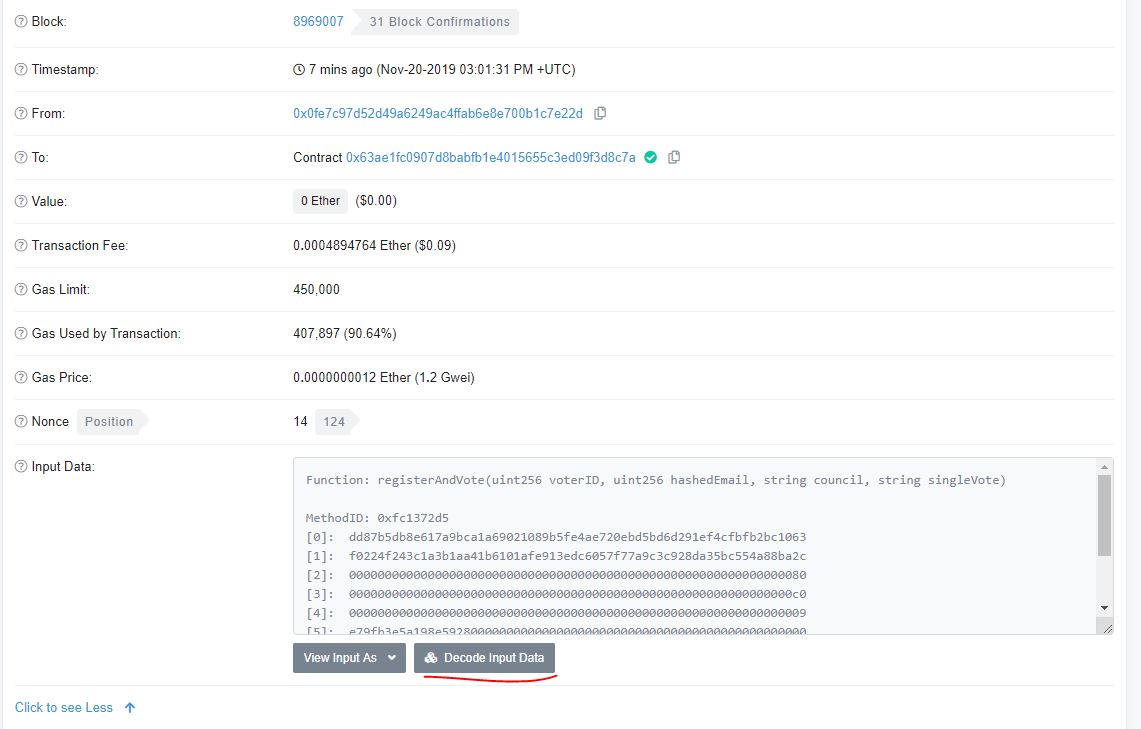 Block: 8969007 31 Block Confirmations
Timestamp: 7 mins ago (Nov-20-2019 03:01:31 PM +UTC)
From: 0x0fe7c97d52d49a6249ac4ffab6e8e700b1c7e22d
To: Contract 0x63ae1fc0907d8babfb1e4015655c3ed09f3d8c7a
Value: 0 Ether ($0.00)
Transaction Fee: 0.0004894764 Ether ($0.09)
Gas Limit: 450,000
Gas Used by Transaction: 407,897 (90.64%)
Gas Price: 0.0000000012 Ether (1.2 Gwei)
Nonce Position 14 124
Input Data:
Function: registerAndVote(uint256 voterID, uint256 hashedEmail, string council, string singleVote)
MethodID: 0xfc1372d5
[0]: dd87b5db8e617a9bca1a69021089b5fe4ae720ebd5bd6d291ef4cfbfb2bc1063
[1]: f0224f243c1a3b1aa41b6101afe913edc6057f77a9c3c928da35bc554a88ba2c
[2]: 0000000000000000000000000000000000000000000000000000000000000080
[3]: 00000000000000000000000000000000000000000000000000000000000000c0
[4]: 0000000000000000000000000000000000000000000000000000000000000009
[5]: e79fb3e5a198e592800000000000000000000000000000000000000000000000
View Input As Decode Input Data
Click to see Less